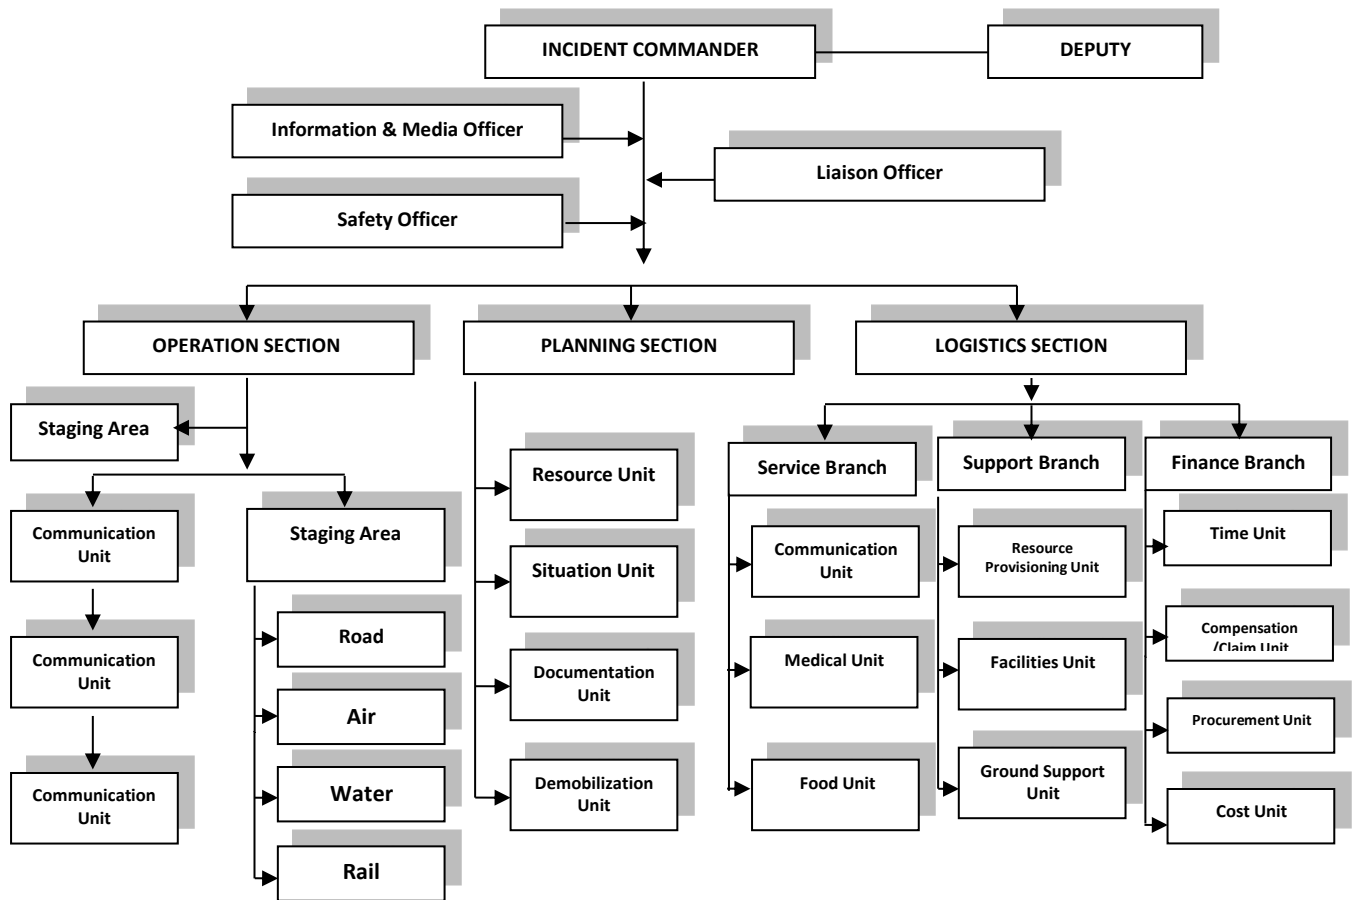 INCIDENT COMMANDER
DEPUTY
Information & Media Officer
Liaison Officer
Safety Officer
OPERATION SECTION
PLANNING SECTION
LOGISTICS SECTION
Staging Area
Communication
Unit
Communication
Unit
Communication
Unit
Staging Area
Road
Air
Water
Rail
Resource Unit
Situation Unit
Documentation
Unit
Demobilization
Unit
Service Branch
Communication
Unit
Medical Unit
Food Unit
Support Branch
Resource
Provisioning Unit
Facilities Unit
Ground Support
Unit
Finance Branch
Time Unit
Compensation
/Claim Unit
Procurement Unit
Cost Unit